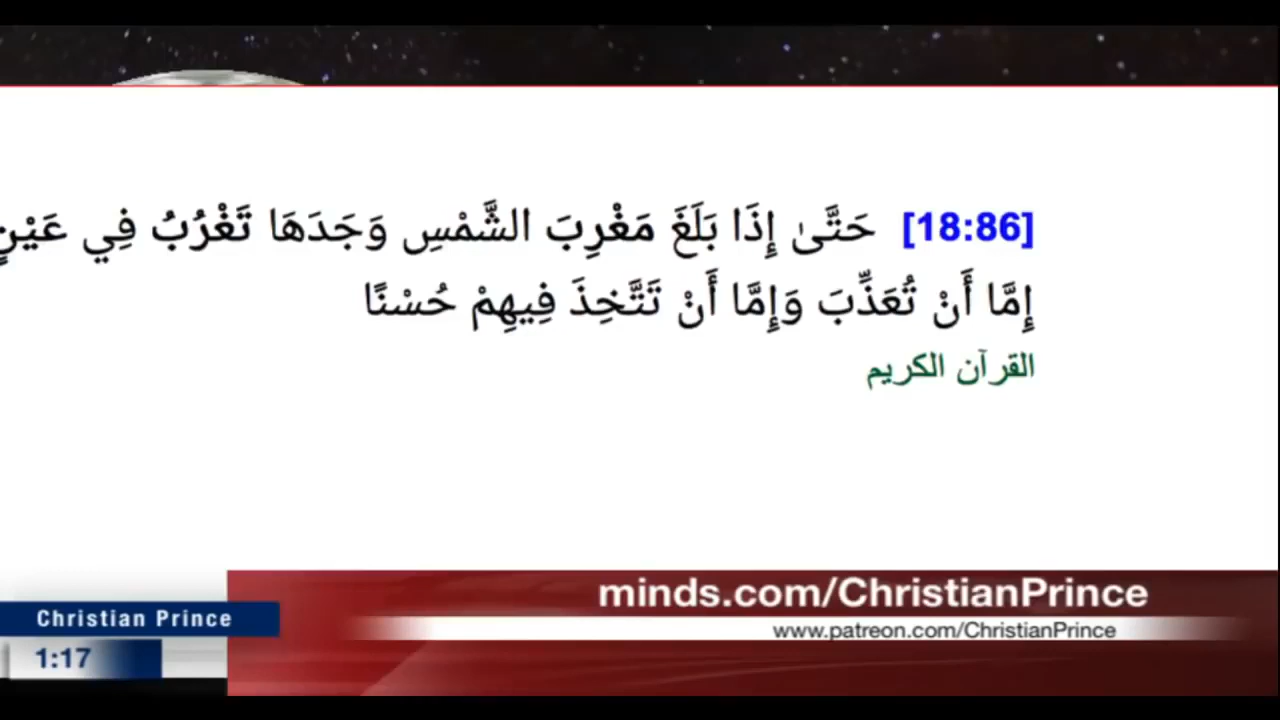 [18:86] حَتَّىٰ إِذَا بَلَغَ مَغْرِبَ الشَّمْسِ وَجَدَهَا تَغْرُبُ فِي عَيْنٍ
إِمَّا أَنْ تُعَذِّبَ وَإِمَّا أَنْ تَتَّخِذَ فِيهِمْ حُسْنًا
القرآن الكريم
minds.com/ChristianPrince
Christian Prince
www.patreon.com/ChristianPrince
1:17